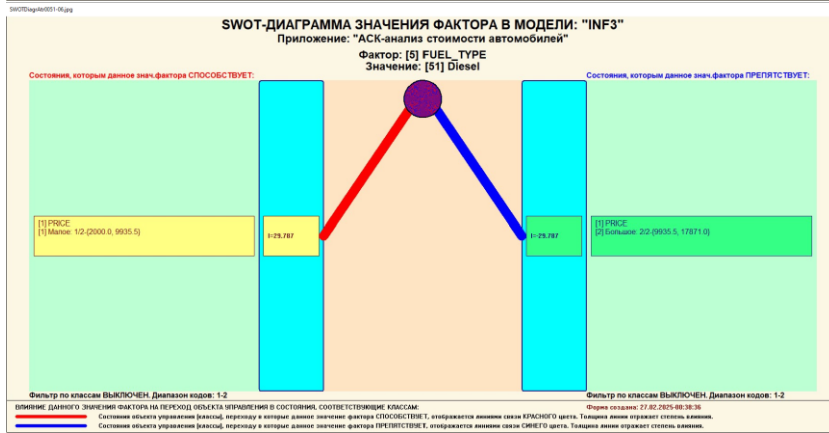 SWOTDiagrAtr0051-06.jpg
SWOT-ДИАГРАММА ЗНАЧЕНИЯ ФАКТОРА В МОДЕЛИ: "INF3"
Приложение: "АСК-анализ стоимости автомобилей"
Фактор: [5] FUEL_TYPE
Значение: [51] Diesel
Состояния, которым данное знач.фактора СПОСОБСТВУЕТ:
Состояния, которым данное знач.фактора ПРЕПЯТСТВУЕТ:
[1] PRICE
[1] Малое: 1/2-{2000.0, 9935.5}
I=29.787
I=-29.787
[1] PRICE
[2] Большое: 2/2-{9935.5, 17871.0}
Фильтр по классам ВЫКЛЮЧЕН. Диапазон кодов: 1-2
Фильтр по классам ВЫКЛЮЧЕН. Диапазон кодов: 1-2
ВЛИЯНИЕ ДАННОГО ЗНАЧЕНИЯ ФАКТОРА НА ПЕРЕХОД ОБЪЕКТА УПРАВЛЕНИЯ В СОСТОЯНИЯ, СООТВЕТСТВУЮЩИЕ КЛАССАМ:
Форма создана: 27.02.2025-00:38:36
Состояния объекта управления [классы], переходу в которые данное значение фактора СПОСОБСТВУЕТ, отображается линиями связи КРАСНОГО цвета. Толщина линии отражает степень влияния.
Состояния объекта управления [классы], переходу в которые данное значение фактора ПРЕПЯТСТВУЕТ, отображается линиями связи СИНЕГО цвета. Толщина линии отражает степень влияния.